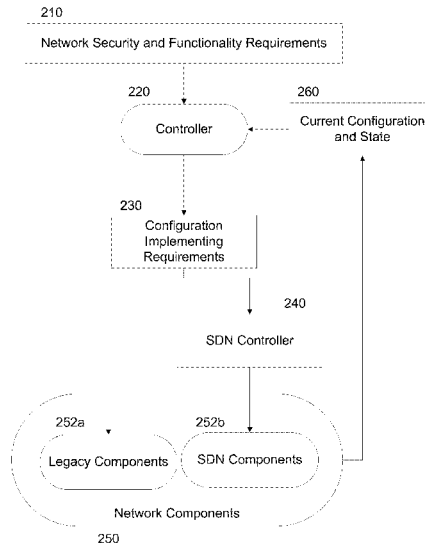 210
Network Security and Functionality Requirements
220
Controller
260
Current Configuration
and State
230
Configuration
Implementing
Requirements
240
SDN Controller
252a
Legacy Components
252b
SDN Components
Network Components
250